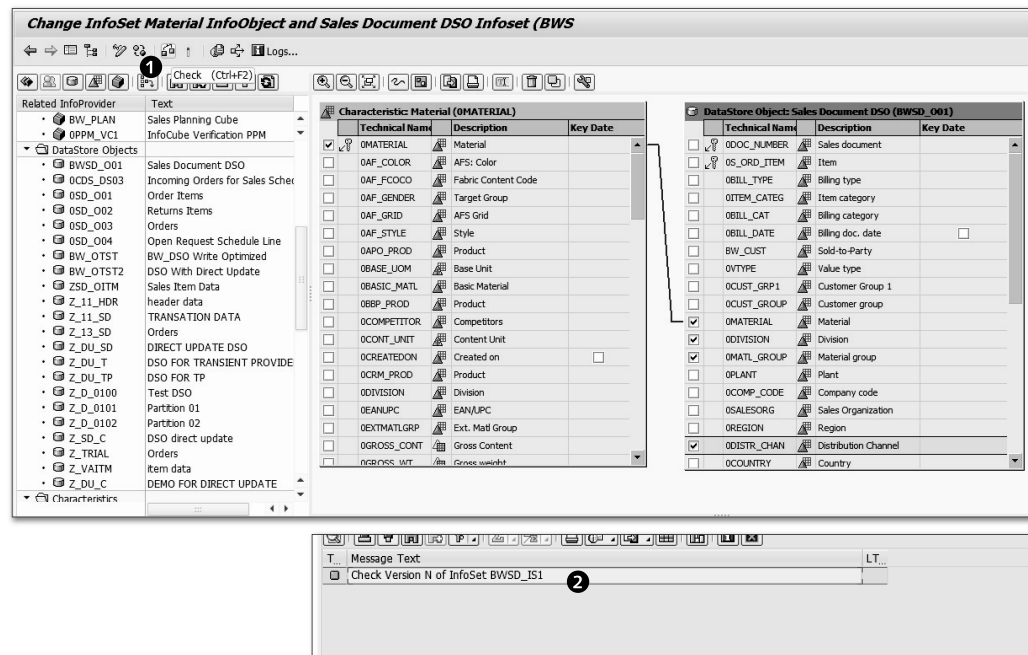 Change InfoSet Material InfoObject and Sales Document DSO Infoset (BWS
Logs...
1
Check (Ctrl+F2)
Related InfoProvider Text
BW_PLAN Sales Planning Cube
0PPM_VC1 InfoCube Verification PPM
DataStore Objects
BWSD_O01 Sales Document DSO
0CDS_DS03 Incoming Orders for Sales Sched
0SD_O01 Order Items
0SD_O02 Returns Items
0SD_O03 Orders
0SD_O04 Open Request Schedule Line
BW_OTST BW_DSO Write Optimized
BW_OTST2 DSO With Direct Update
ZSD_OITM Sales Item Data
Z_11_HDR header data
Z_11_SD TRANSATION DATA
Z_13_SD Orders
Z_DU_SD DIRECT UPDATE DSO
Z_DU_T DSO FOR TRANSIENT PROVIDE
Z_DU_TP DSO FOR TP
Z_D_0100 Test DSO
Z_D_0101 Partition 01
Z_D_0102 Partition 02
Z_SD_C DSO direct update
Z_TRIAL Orders
Z_VAITM item data
Z_DU_C DEMO FOR DIRECT UPDATE
Characteristics
Characteristic: Material (0MATERIAL)
Technical Name Description Key Date
0MATERIAL Material
0AF_COLOR AFS: Color
0AF_FCOCO Fabric Content Code
0AF_GENDER Target Group
0AF_GRID AFS Grid
0AF_STYLE Style
0APO_PROD Product
0BASE_UOM Base Unit
0BASIC_MATL Basic Material
0BBP_PROD Product
0COMPETITOR Competitors
0CONT_UNIT Content Unit
0CREATEDON Created on
0CRM_PROD Product
0DIVISION Division
0EANUPC EAN/UPC
0EXTMATLGRP Ext. Matl Group
0GROSS_CONT Gross Content
0GROSS_WT Gross weight
DataStore Object: Sales Document DSO (BWSD_O01)
Technical Name Description Key Date
0DOC_NUMBER Sales document
0S_ORD_ITEM Item
0BILL_TYPE Billing type
0ITEM_CATEG Item category
0BILL_CAT Billing category
0BILL_DATE Billing doc. date
BW_CUST Sold-to-Party
0VTYPE Value type
0CUST_GRP1 Customer Group 1
0CUST_GROUP Customer group
0MATERIAL Material
0DIVISION Division
0MATL_GROUP Material group
0PLANT Plant
0COMP_CODE Company code
0SALESORG Sales Organization
0REGION Region
0DISTR_CHAN Distribution Channel
0COUNTRY Country
T... Message Text LT...
Check Version N of InfoSet BWSD_IS1
2